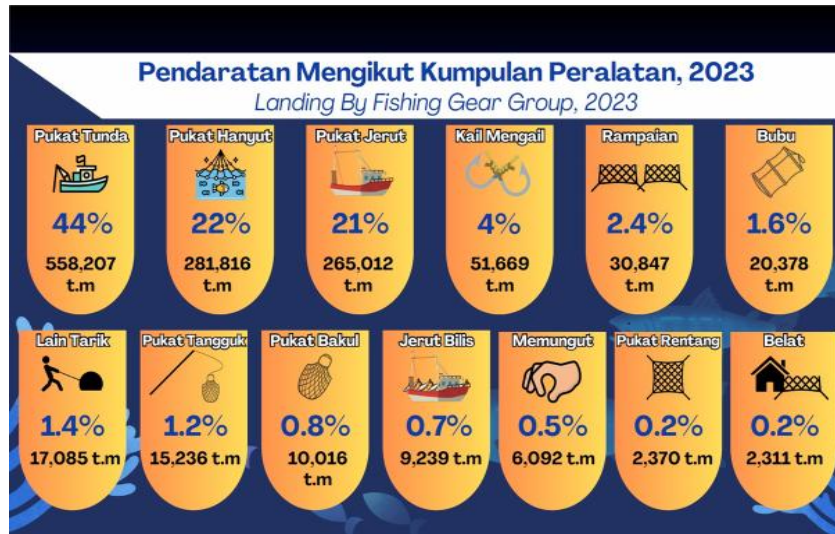 Pendaratan Mengikut Kumpulan Peralatan, 2023
Landing By Fishing Gear Group, 2023
Pukat Tunda
44%
558,207
t.m
Pukat Hanyut
22%
281,816
t.m
Pukat Jerut
21%
265,012
t.m
Kail Mengail
4%
51,669
t.m
Rampaian
2.4%
30,847
t.m
Bubu
1.6%
20,378
t.m
Lain Tarik
1.4%
17,085 t.m
Pukat Tangguk
1.2%
15,236 t.m
Pukat Bakul
0.8%
10,016
t.m
Jerut Bilis
0.7%
9,239 t.m
Memungut
0.5%
6,092 t.m
Pukat Rentang
0.2%
2,370 t.m
Belat
0.2%
2,311 t.m